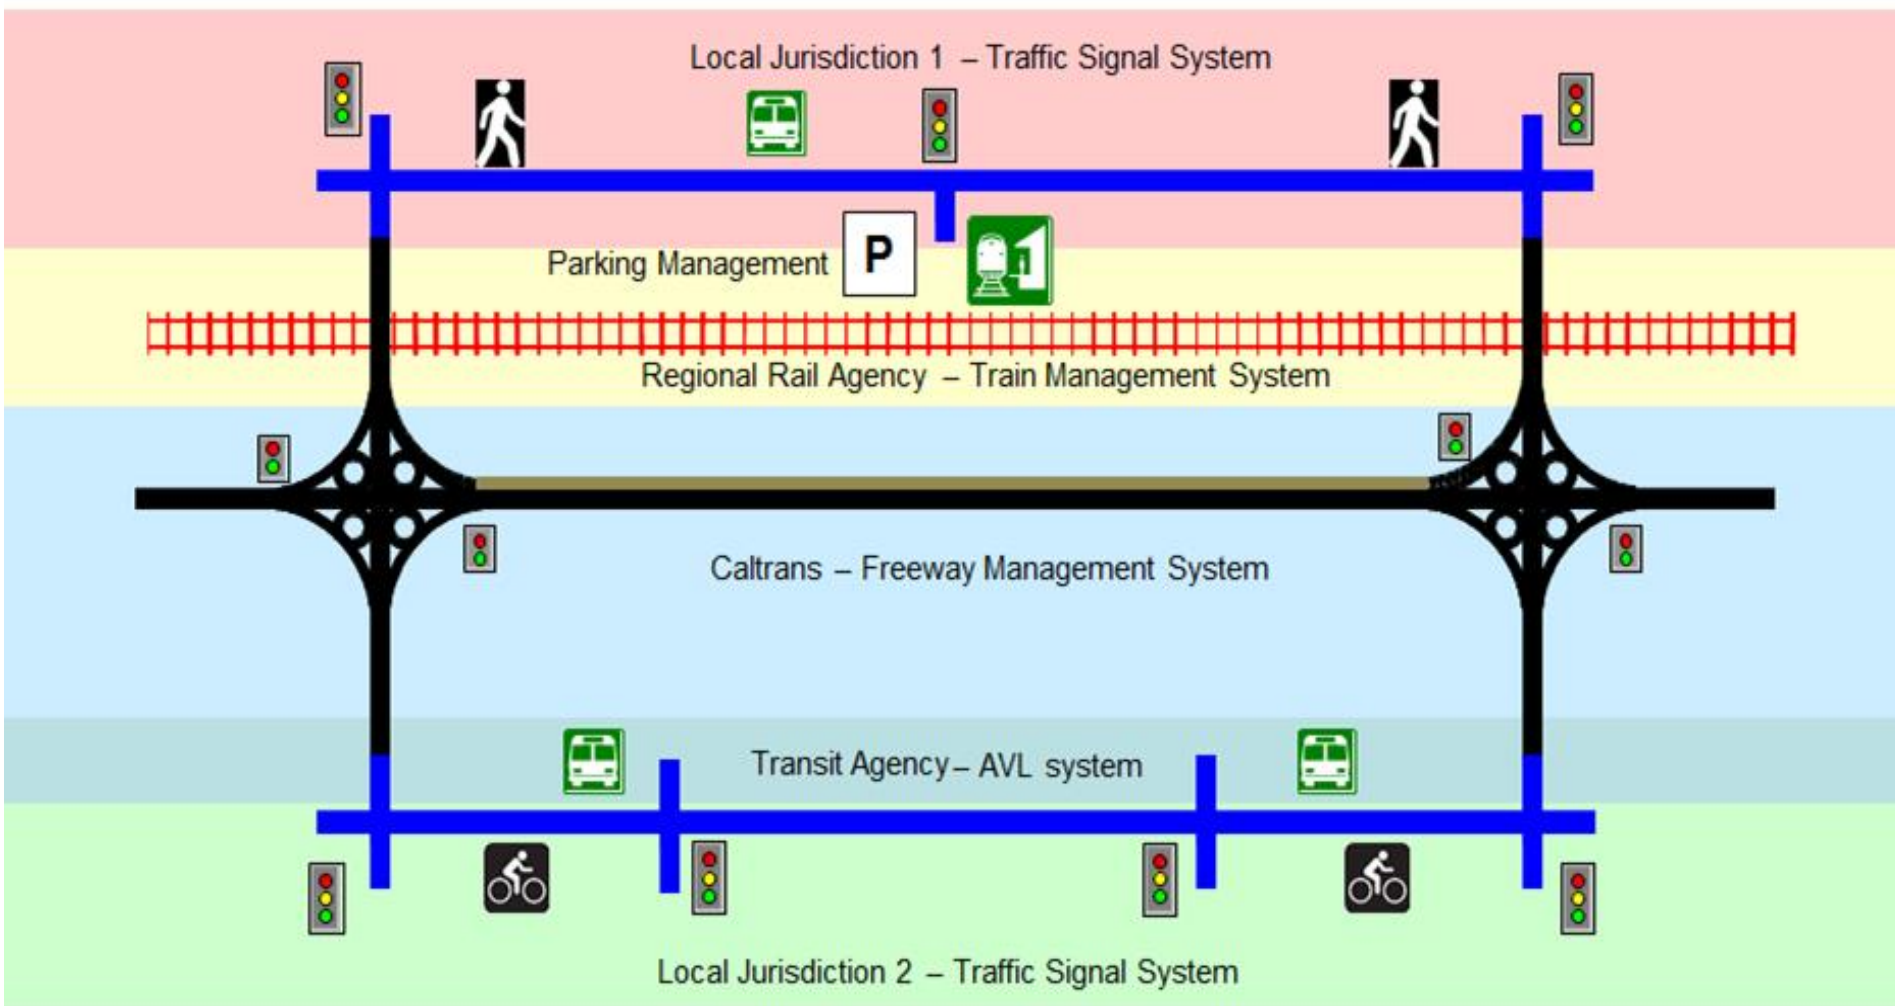 Local Jurisdiction 1 – Traffic Signal System
Parking Management
P
Regional Rail Agency – Train Management System
Caltrans – Freeway Management System
Transit Agency – AVL system
Local Jurisdiction 2 – Traffic Signal System